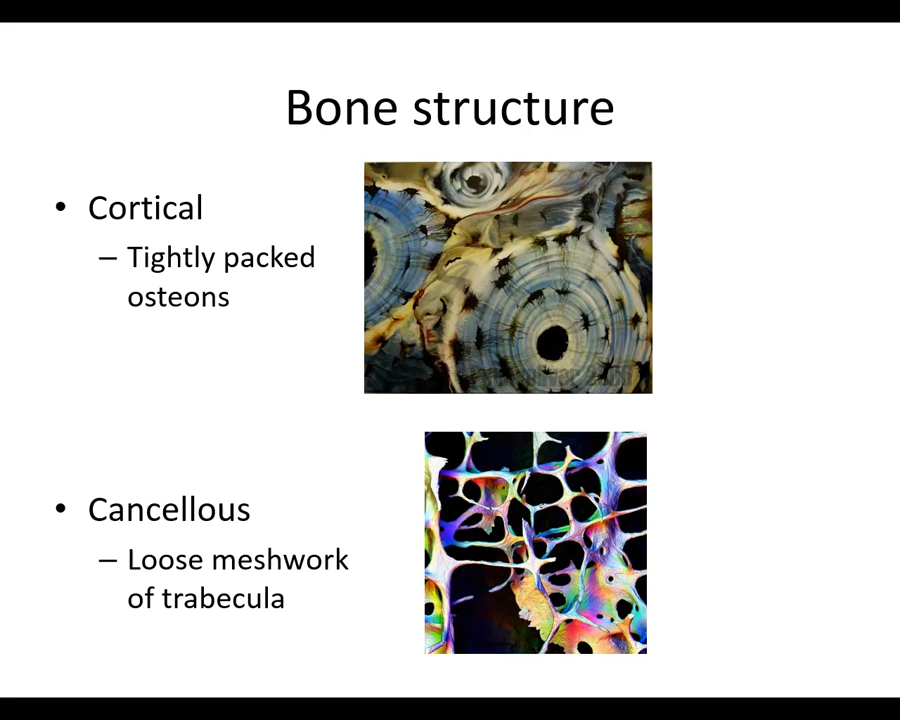 Bone structure
• Cortical
– Tightly packed
osteons
• Cancellous
– Loose meshwork
of trabecula